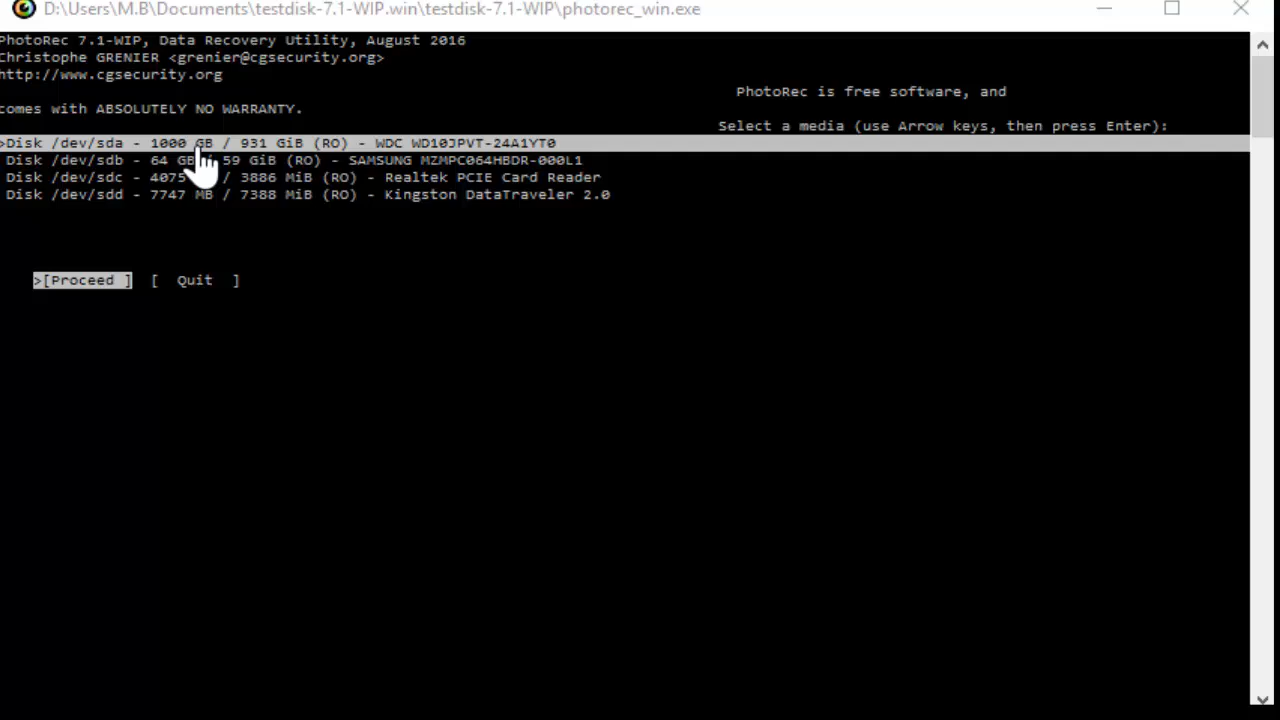 D:\Users\M.B\Documents\testdisk-7.1-WIP.win\testdisk-7.1-WIP\photorec_win.exe
PhotoRec 7.1-WIP, Data Recovery Utility, August 2016
Christophe GRENIER <grenier@cgsecurity.org>
http://www.cgsecurity.org
PhotoRec is free software, and
comes with ABSOLUTELY NO WARRANTY.
Select a media (use Arrow keys, then press Enter):
>Disk /dev/sda - 1000 GB / 931 GiB (RO) - WDC WD10JPVT-24A1YT0
Disk /dev/sdb - 64 GB / 59 GiB (RO) - SAMSUNG MZMPC064HBDR-000L1
Disk /dev/sdc - 4075 / 3886 MiB (RO) - Realtek PCIE Card Reader
Disk /dev/sdd - 7747 MB / 7388 MiB (RO) - Kingston DataTraveler 2.0
>[Proceed ] [ Quit ]